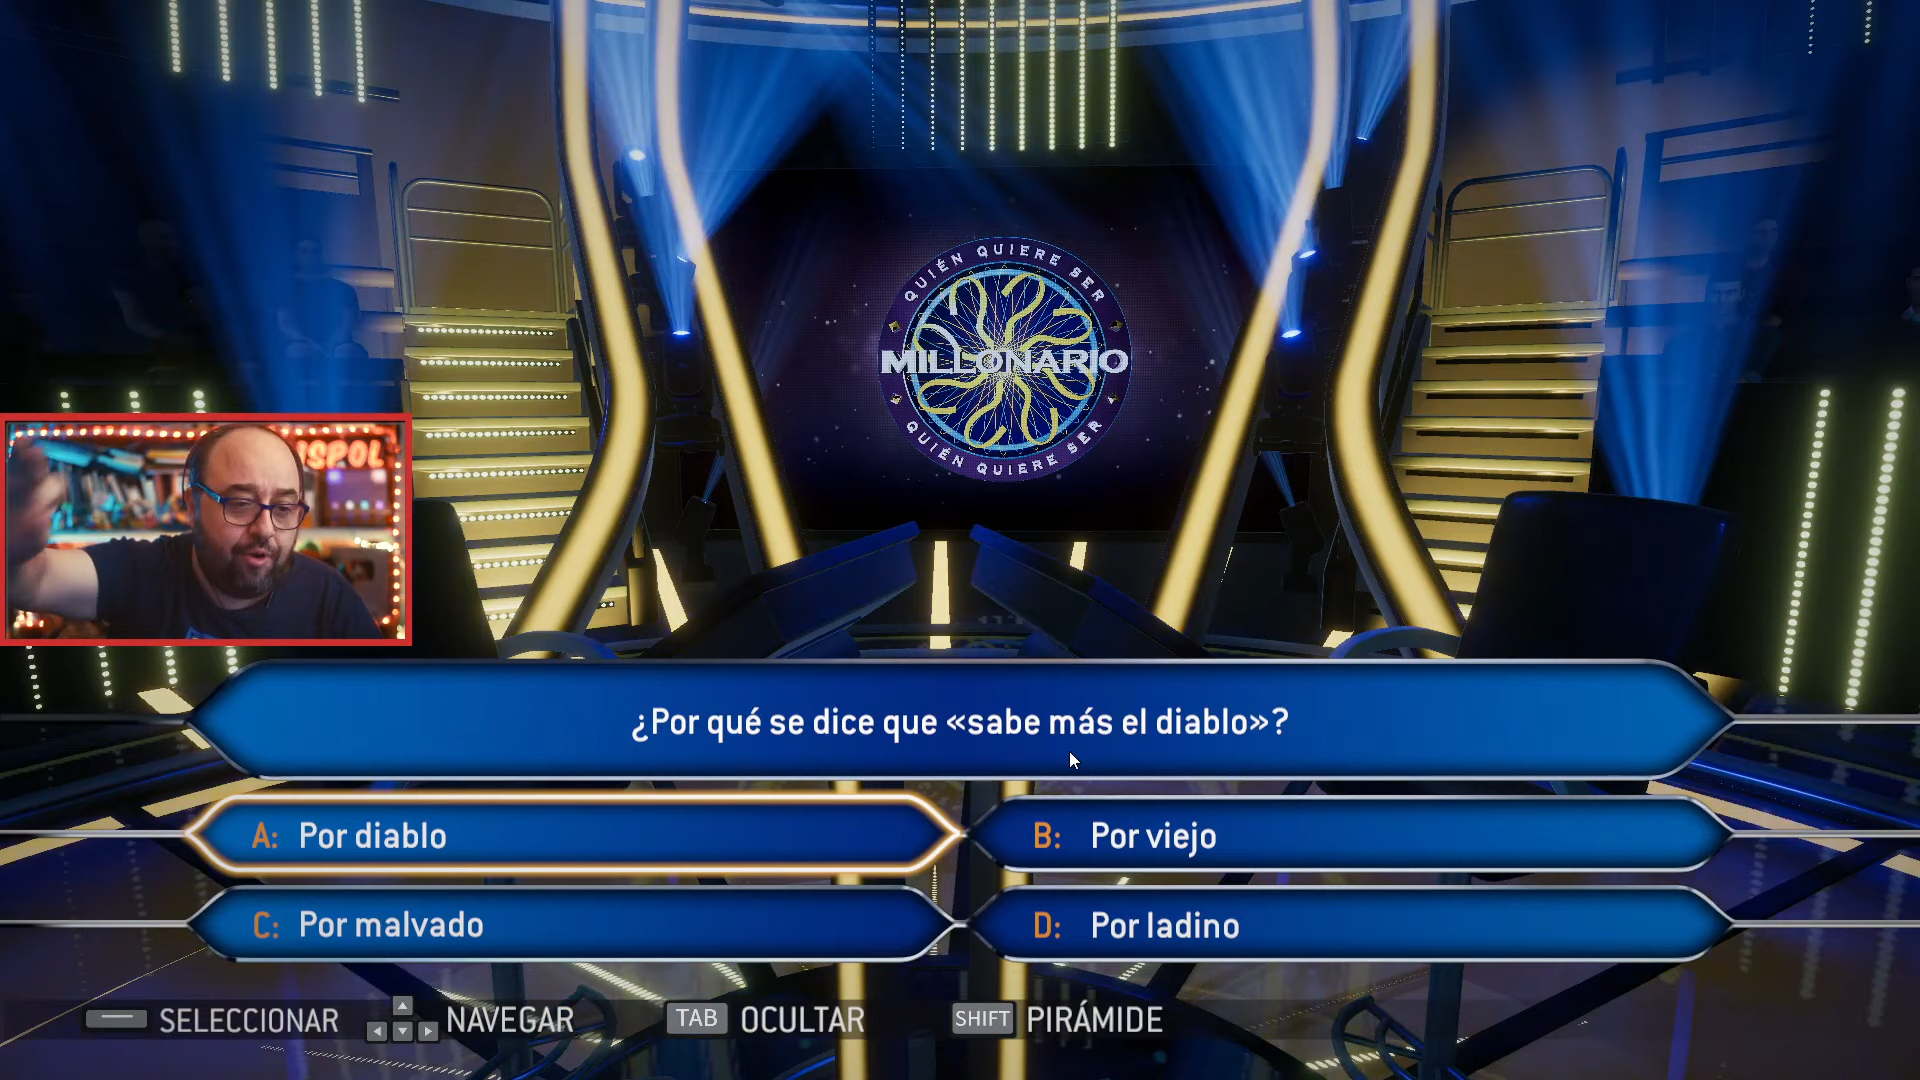 QUIÉN QUIERE SER
MILLONARIO
QUIÉN QUIERE SER
ISPOL
¿Por qué se dice que «sabe más el diablo»?
A: Por diablo
B: Por viejo
C: Por malvado
D: Por ladino
SELECCIONAR
NAVEGAR
TAB OCULTAR
SHIFT PIRÁMIDE